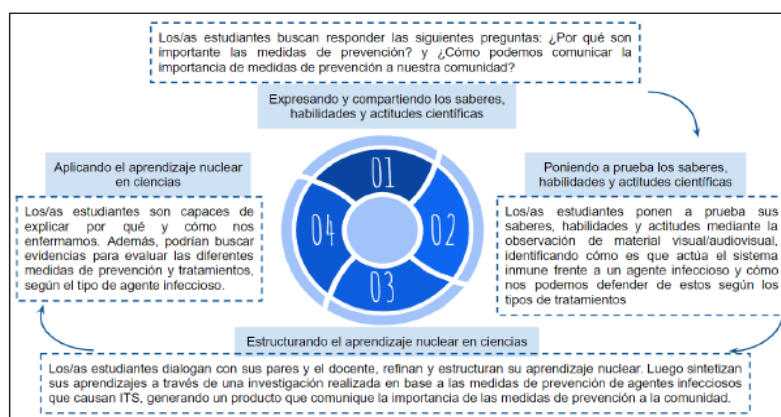 Los/as estudiantes buscan responder las siguientes preguntas: ¿Por qué son
importante las medidas de prevención? y ¿Cómo podemos comunicar la
importancia de medidas de prevención a nuestra comunidad?
Expresando y compartiendo los saberes,
habilidades y actitudes científicas
01
02
03
04
Poniendo a prueba los saberes,
habilidades y actitudes científicas
Los/as estudiantes ponen a prueba sus
saberes, habilidades y actitudes mediante la
observación de material visual/audiovisual,
identificando cómo es que actúa el sistema
inmune frente a un agente infeccioso y cómo
nos podemos defender de estos según los
tipos de tratamientos
Estructurando el aprendizaje nuclear en ciencias
Los/as estudiantes dialogan con sus pares y el docente, refinan y estructuran su aprendizaje nuclear. Luego sintetizan
sus aprendizajes a través de una investigación realizada en base a las medidas de prevención de agentes infecciosos
que causan ITS, generando un producto que comunique la importancia de las medidas de prevención a la comunidad.
Aplicando el aprendizaje nuclear
en ciencias
Los/as estudiantes son capaces de
explicar por qué y cómo nos
enfermamos. Además, podrían buscar
evidencias para evaluar las diferentes
medidas de prevención y tratamientos,
según el tipo de agente infeccioso.